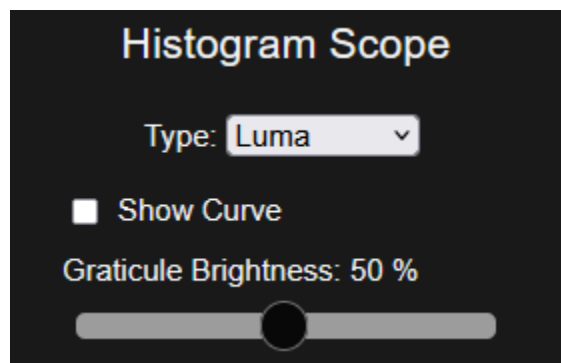 Histogram Scope
Type: Luma
Show Curve
Graticule Brightness: 50 %